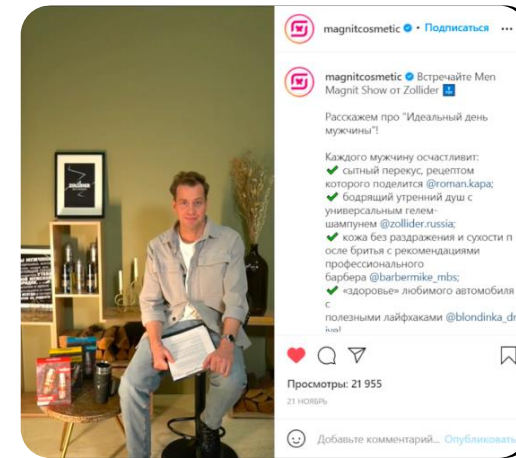 magnitcosmetic • Подписаться ...
magnitcosmetic Встречайте Men
Magnit Show от Zollider
Расскажем про "Идеальный день
мужчины"!
Каждого мужчину осчастливит:
✔ сытный перекус, рецептом
которого поделится @roman.kapa;
✔ бодрящий утренний душ с
универсальным гелем-
шампунем @zollider.russia;
✔ кожа без раздражения и сухости п
осле бритья с рекомендациями
профессионального
барбера @barbermike_mbs;
✔ «здоровье» любимого автомобиля
с
полезными лайфхаками @blondinka_dr
ive!
Просмотры: 21 955
21 НОЯБРЬ
Добавьте комментарий... Опубликовать
ZOLLIDER